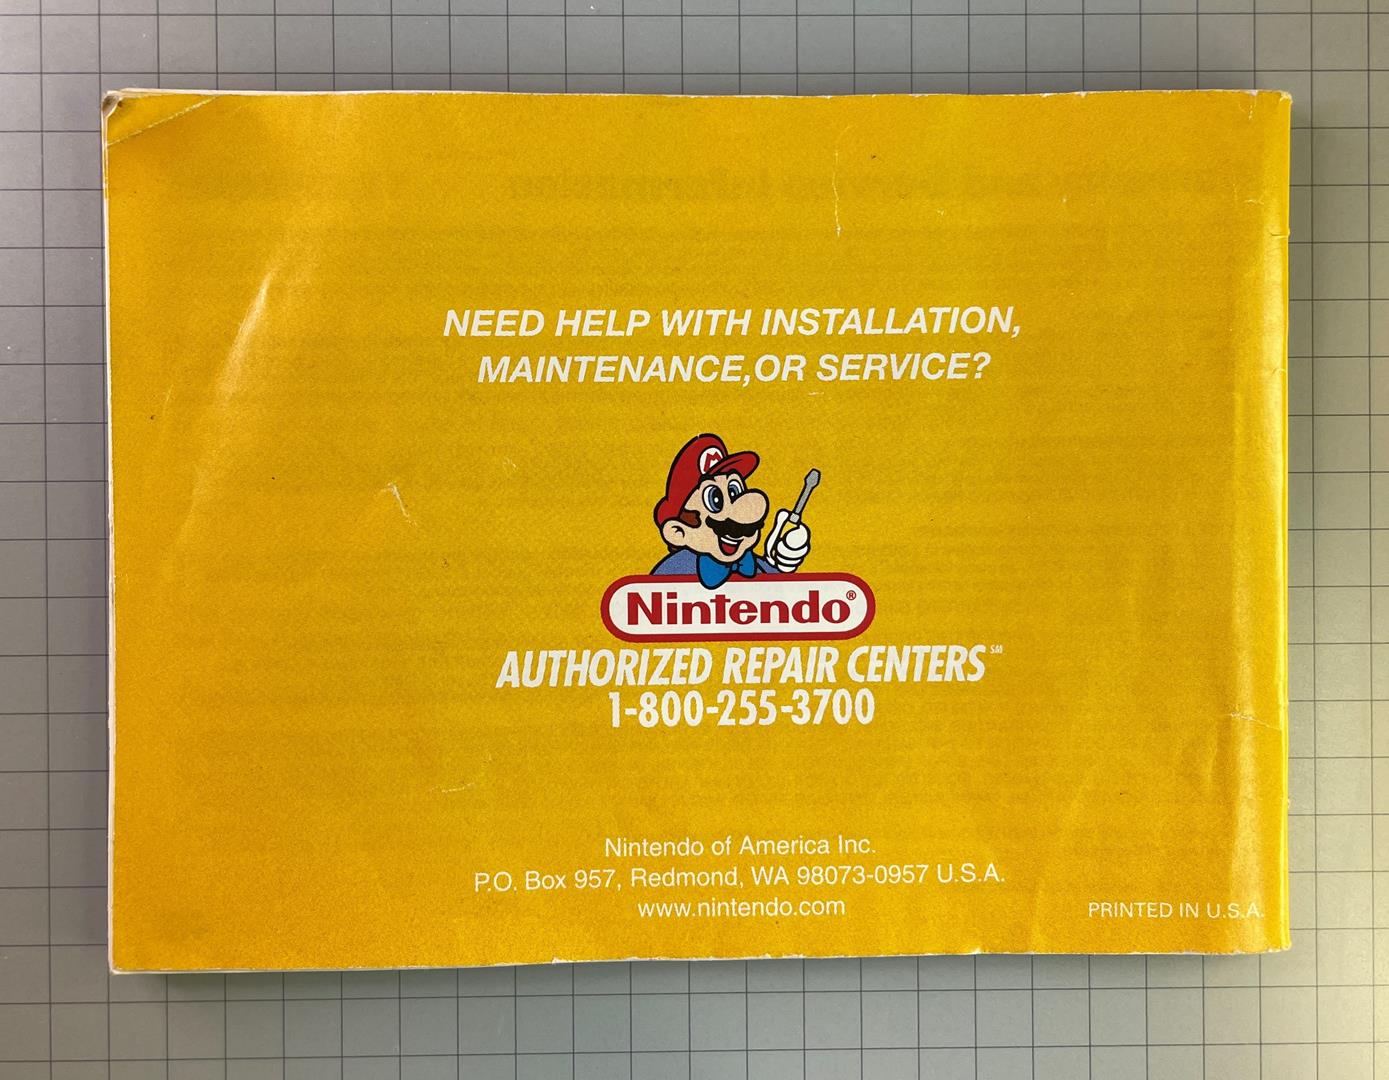 NEED HELP WITH INSTALLATION,
MAINTENANCE,OR SERVICE?
M
Nintendo®
AUTHORIZED REPAIR CENTERS℠
1-800-255-3700
Nintendo of America Inc.
P.O. Box 957, Redmond, WA 98073-0957 U.S.A.
www.nintendo.com
PRINTED IN U.S.A.